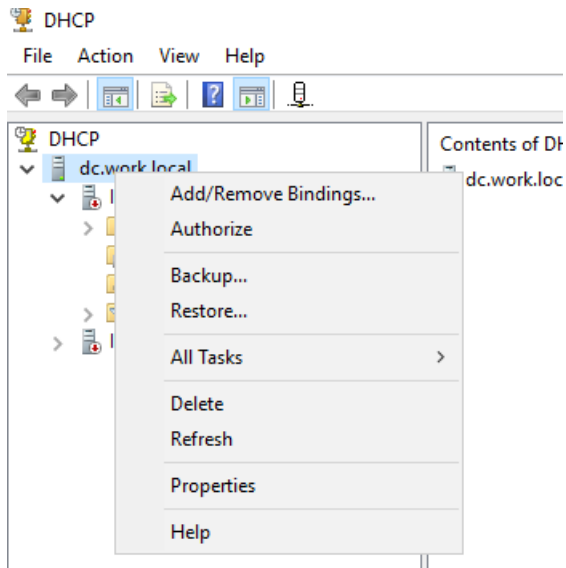 DHCP
File Action View Help
DHCP
Contents of DH
dc.work.local
dc.work.loc
Add/Remove Bindings...
Authorize
Backup...
Restore...
All Tasks
Delete
Refresh
Properties
Help